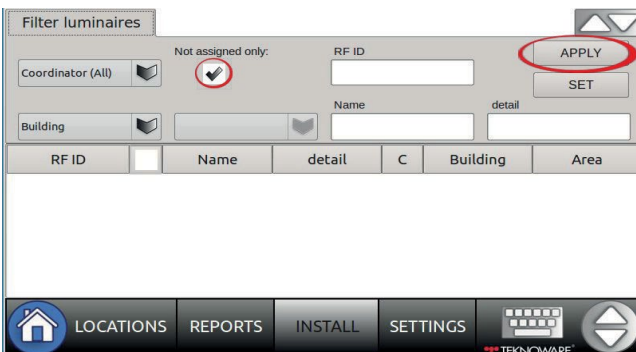 Filter luminaires
Not assigned only:
RF ID
APPLY
Coordinator (All)
SET
Name
detail
Building
RF ID Name detail C Building Area
LOCATIONS REPORTS INSTALL SETTINGS
TEKNOWARE